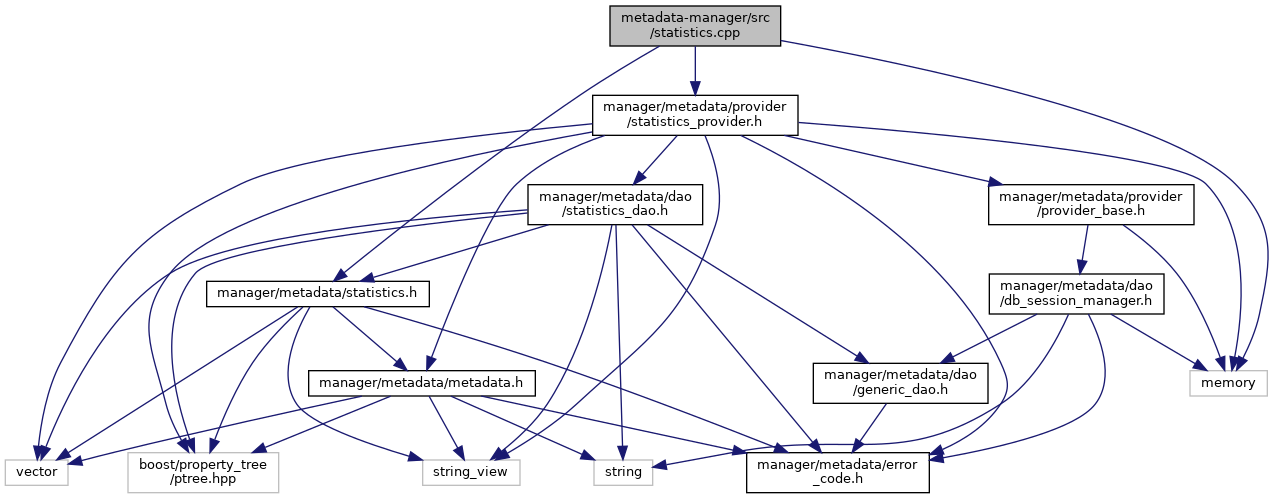 metadata-manager/src
/statistics.cpp
manager/metadata/provider
/statistics_provider.h
manager/metadata/dao
/statistics_dao.h
manager/metadata/provider
/provider_base.h
manager/metadata/statistics.h
manager/metadata/dao
/db_session_manager.h
manager/metadata/metadata.h
manager/metadata/dao
/generic_dao.h
memory
vector
boost/property_tree
/ptree.hpp
string_view
string
manager/metadata/error
_code.h